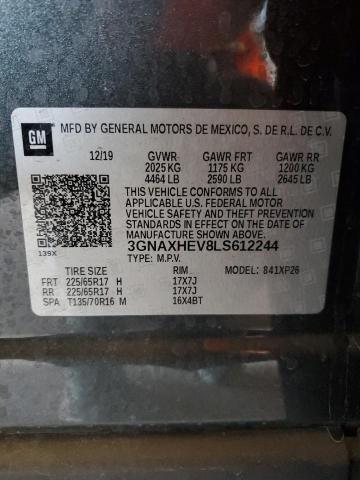 GM
MFD BY GENERAL MOTORS DE MEXICO, S. DE R.L. DE C.V.
12/19 GVWR GAWR FRT GAWR RR
2025 KG 1175 KG 1200 KG
4464 LB 2590 LB 2645 LB
THIS VEHICLE CONFORMS TO ALL
APPLICABLE U.S. FEDERAL MOTOR
VEHICLE SAFETY AND THEFT PREVENTION
STANDARDS IN EFFECT ON THE DATE OF
MANUFACTURE SHOWN ABOVE.
139X 3GNAXHEV8LS612244
TYPE: M.P.V.
TIRE SIZE RIM MODEL: 841XP26
FRT 225/65R17 H 17X7J
RR 225/65R17 H 17X7J
SPA T135/70R16 M 16X4BT